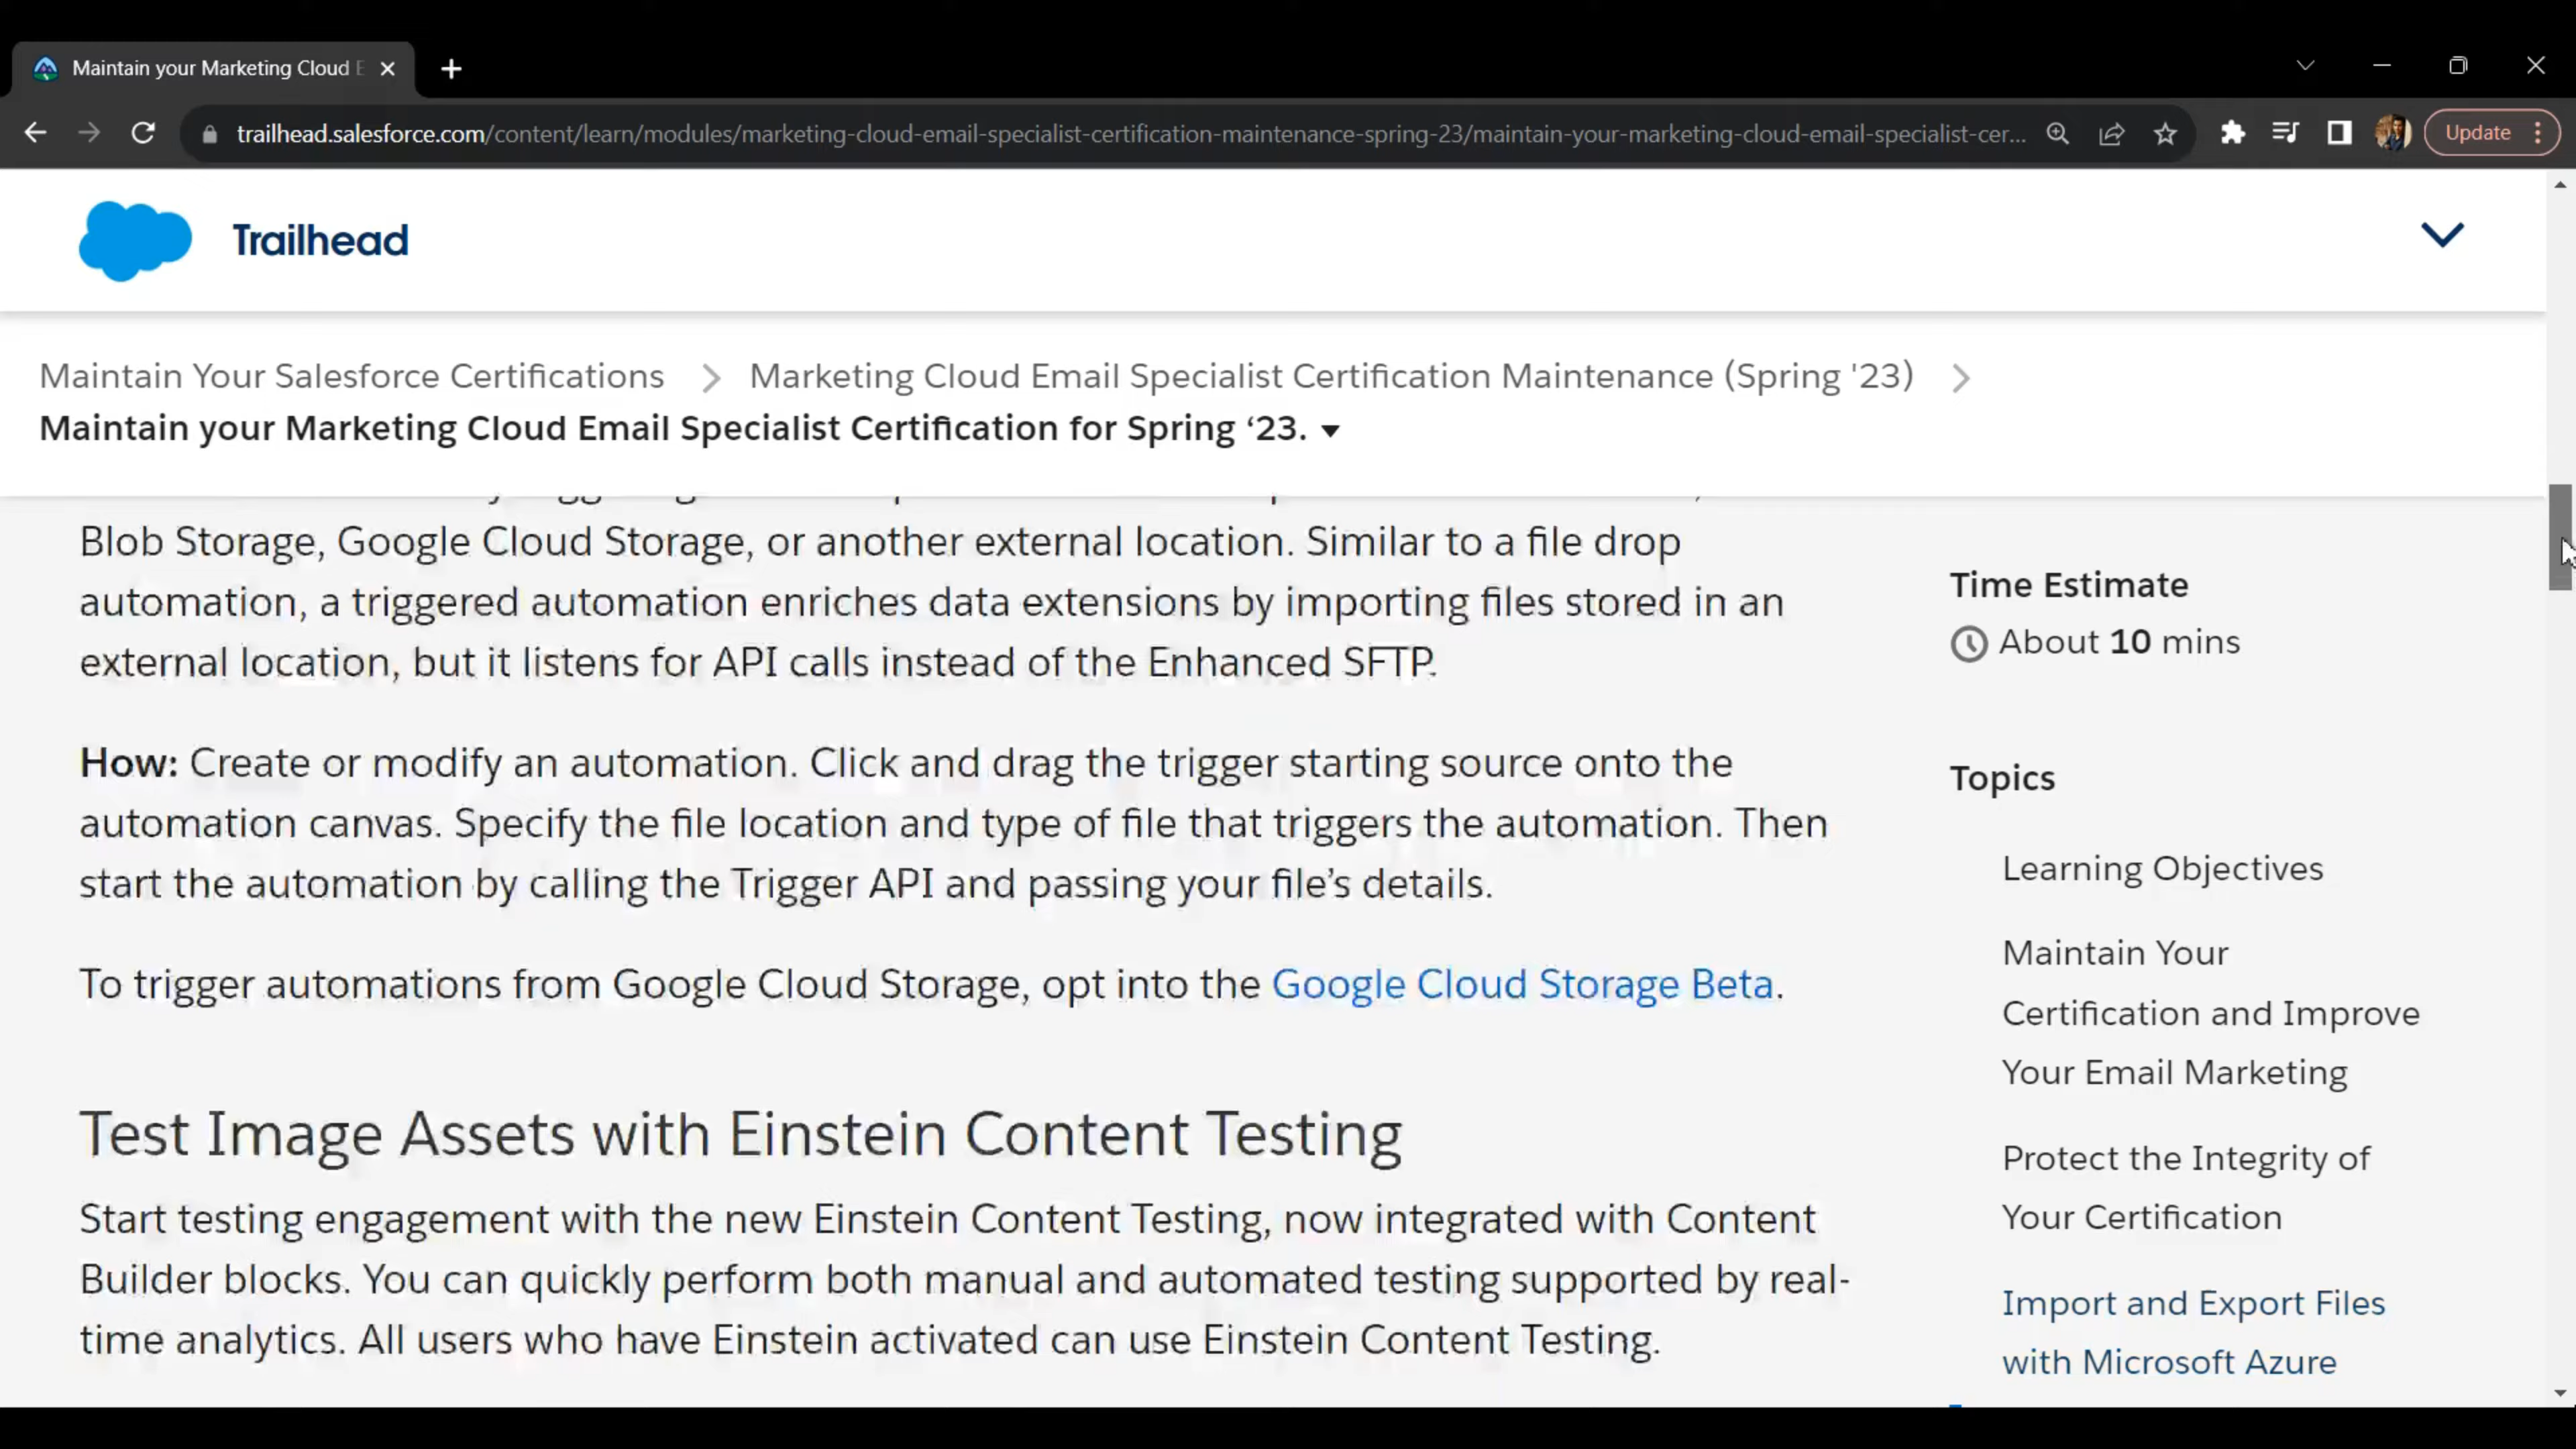 Maintain your Marketing Cloud E
trailhead.salesforce.com/content/learn/modules/marketing-cloud-email-specialist-certification-maintenance-spring-23/maintain-your-marketing-cloud-email-specialist-cer...
Update
Trailhead
Maintain Your Salesforce Certifications
Marketing Cloud Email Specialist Certification Maintenance (Spring '23)
Maintain your Marketing Cloud Email Specialist Certification for Spring ‘23.
Blob Storage, Google Cloud Storage, or another external location. Similar to a file drop
automation, a triggered automation enriches data extensions by importing files stored in an
external location, but it listens for API calls instead of the Enhanced SFTP.
How: Create or modify an automation. Click and drag the trigger starting source onto the
automation canvas. Specify the file location and type of file that triggers the automation. Then
start the automation by calling the Trigger API and passing your file’s details.
To trigger automations from Google Cloud Storage, opt into the Google Cloud Storage Beta.
Test Image Assets with Einstein Content Testing
Start testing engagement with the new Einstein Content Testing, now integrated with Content
Builder blocks. You can quickly perform both manual and automated testing supported by real-
time analytics. All users who have Einstein activated can use Einstein Content Testing.
Time Estimate
About 10 mins
Topics
Learning Objectives
Maintain Your
Certification and Improve
Your Email Marketing
Protect the Integrity of
Your Certification
Import and Export Files
with Microsoft Azure